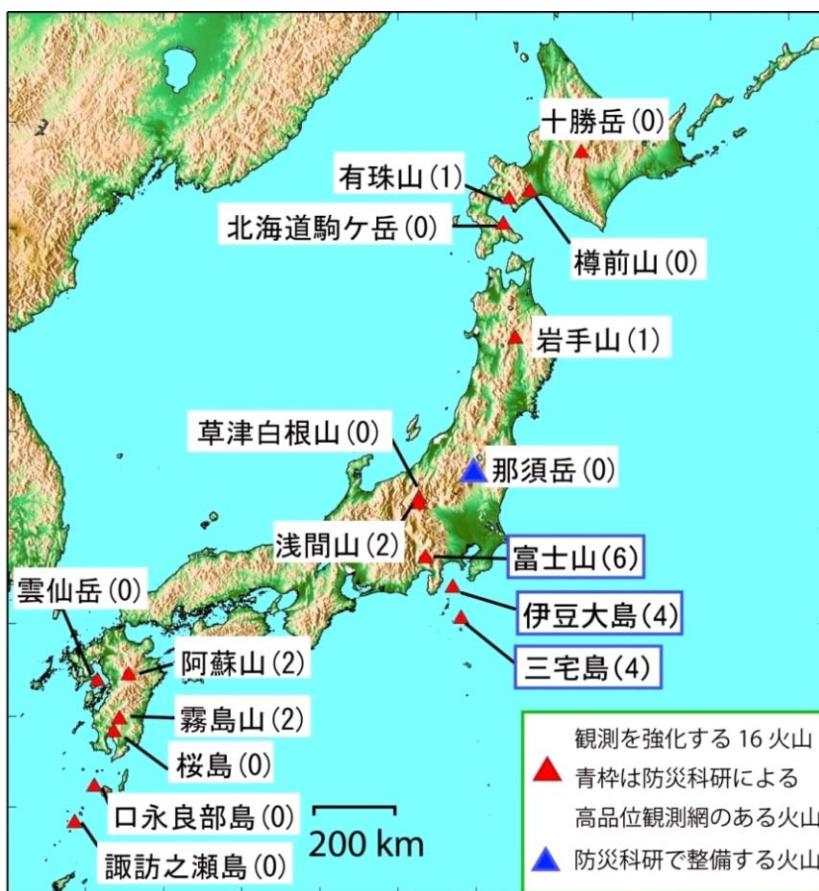 十勝岳(0)
有珠山(1)
北海道駒ケ岳(0)
樽前山(0)
岩手山(1)
草津白根山(0)
那須岳(0)
浅間山(2)
富士山(6)
雲仙岳(0)
伊豆大島(4)
阿蘇山(2)
三宅島(4)
霧島山(2)
桜島(0)
口永良部島(0)
諏訪之瀬島(0)
200 km
観測を強化する 16 火山
青枠は防災科研による
高品位観測網のある火山
防災科研で整備する火山